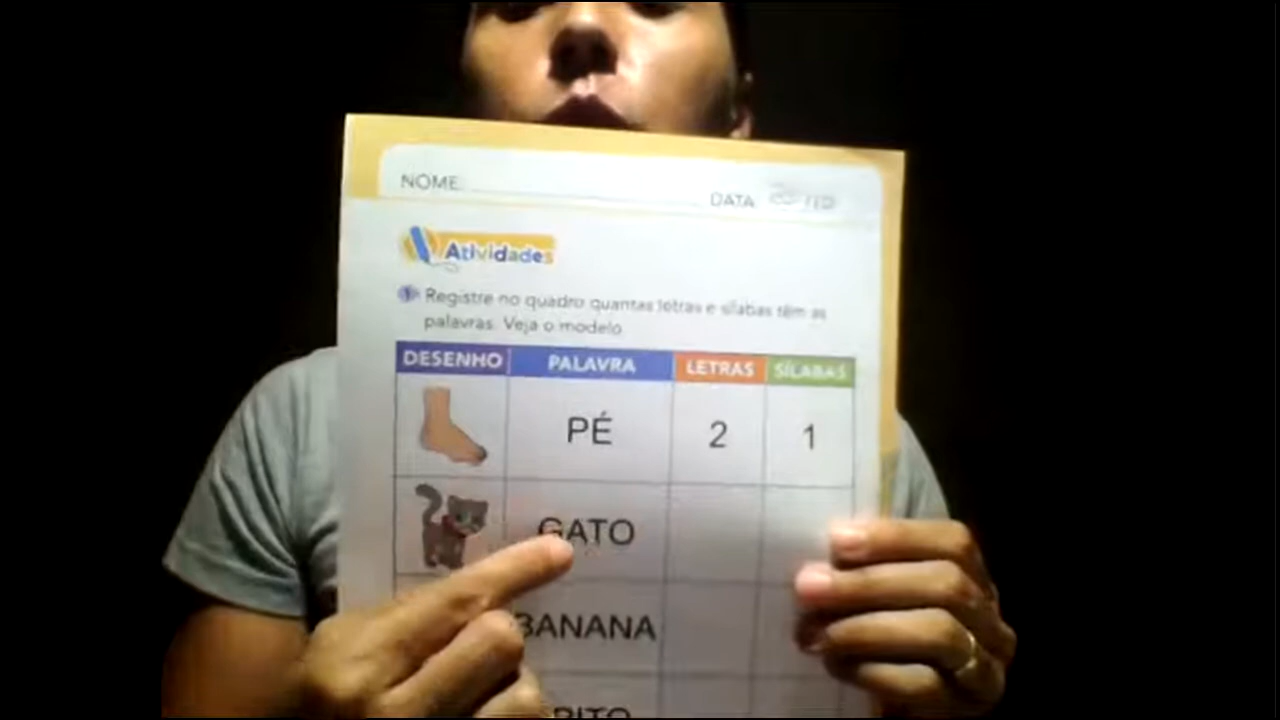 NOME
DATA
Atividades
1 Registre no quadro quantas letras e sílabas têm as
palavras. Veja o modelo
DESENHO PALAVRA LETRAS SÍLABAS
PÉ 2 1
GATO
BANANA